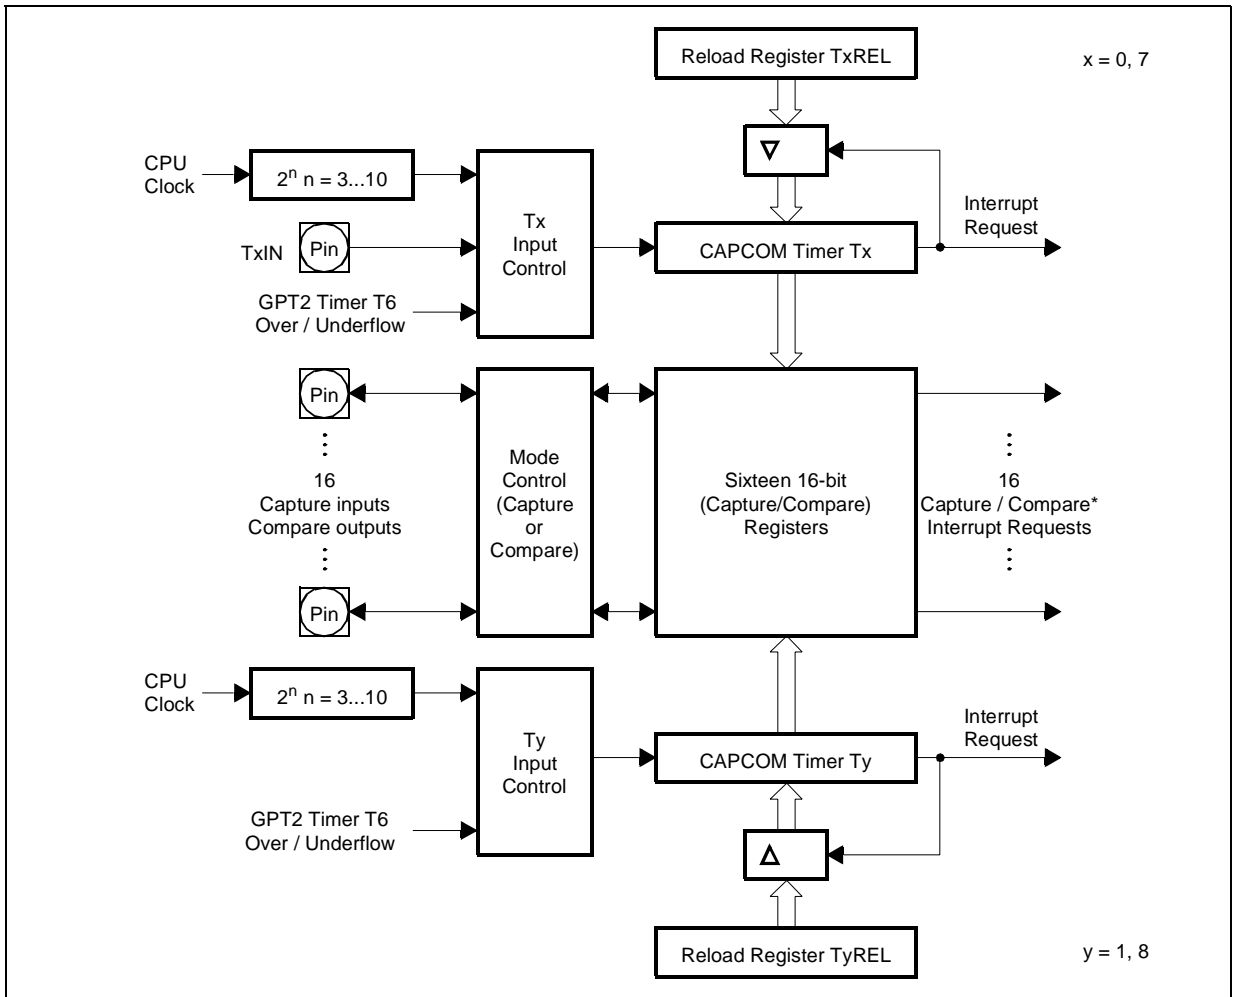 Reload Register TxREL
x = 0, 7
CPU
Clock
2ⁿ n = 3...10
Tx
Input
Control
TxIN
Pin
GPT2 Timer T6
Over / Underflow
CAPCOM Timer Tx
Interrupt
Request
Pin
16
Capture inputs
Compare outputs
Pin
Mode
Control
(Capture
or
Compare)
Sixteen 16-bit
(Capture/Compare)
Registers
16
Capture / Compare*
Interrupt Requests
CPU
Clock
2ⁿ n = 3...10
Ty
Input
Control
GPT2 Timer T6
Over / Underflow
CAPCOM Timer Ty
Interrupt
Request
Reload Register TyREL
y = 1, 8